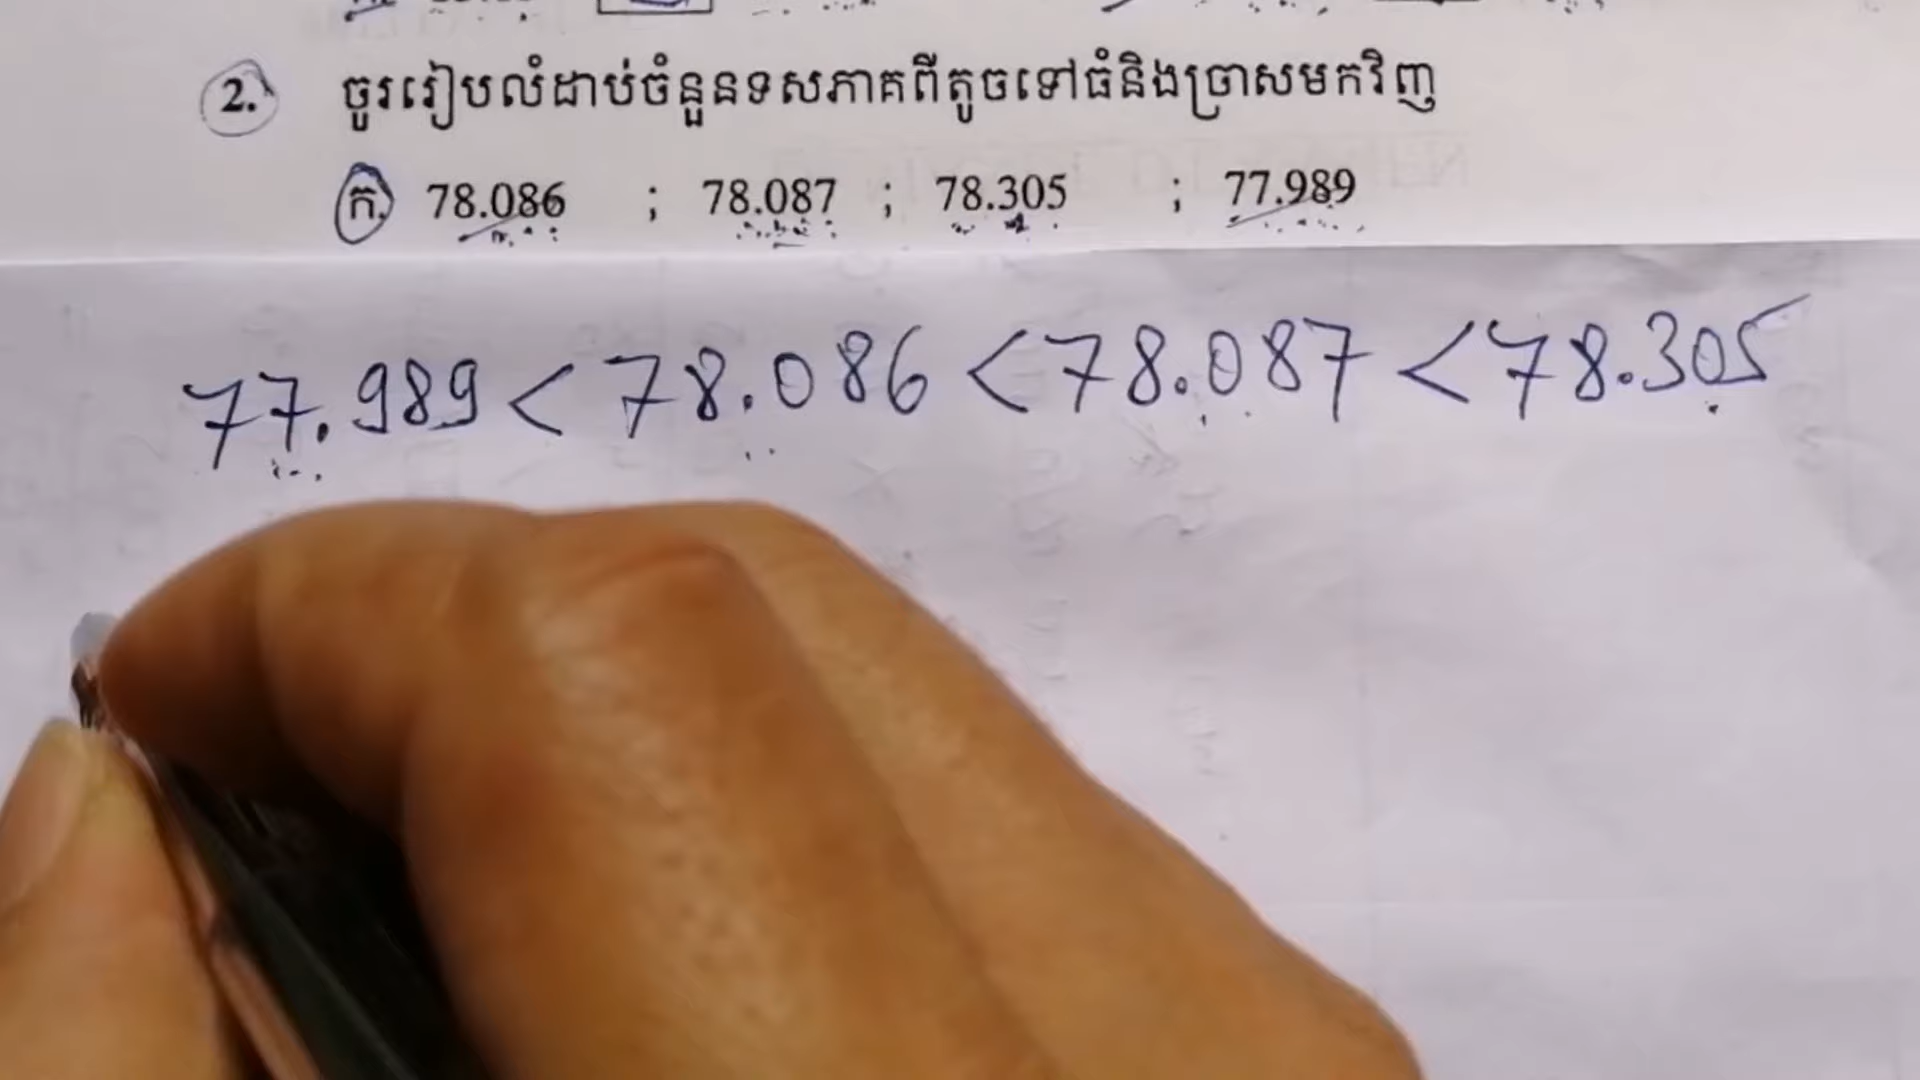 2. ចូររៀបលំដាប់ចំនួនទសភាគពីតូចទៅធំនិងច្រាសមកវិញ
ក. 78.086 ; 78.087 ; 78.305 ; 77.989
77.989 < 78.086 < 78.087 < 78.305